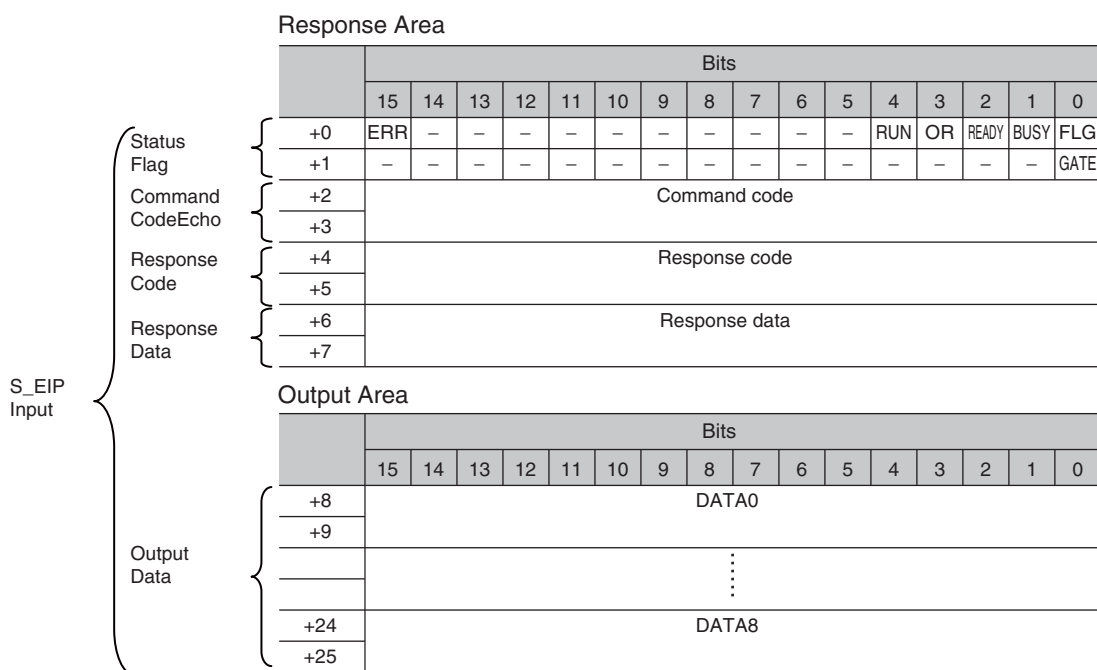 Response Area
Bits
15 14 13 12 11 10 9 8 7 6 5 4 3 2 1 0
Status
Flag
+0 ERR – – – – – – – – – – RUN OR READY BUSY FLG
+1 – – – – – – – – – – – – – – – GATE
Command
CodeEcho
+2 Command code
+3
Response
Code
+4 Response code
+5
Response
Data
+6 Response data
+7
S_EIP
Input
Output Area
Bits
15 14 13 12 11 10 9 8 7 6 5 4 3 2 1 0
+8 DATA0
+9
Output
Data
+24 DATA8
+25